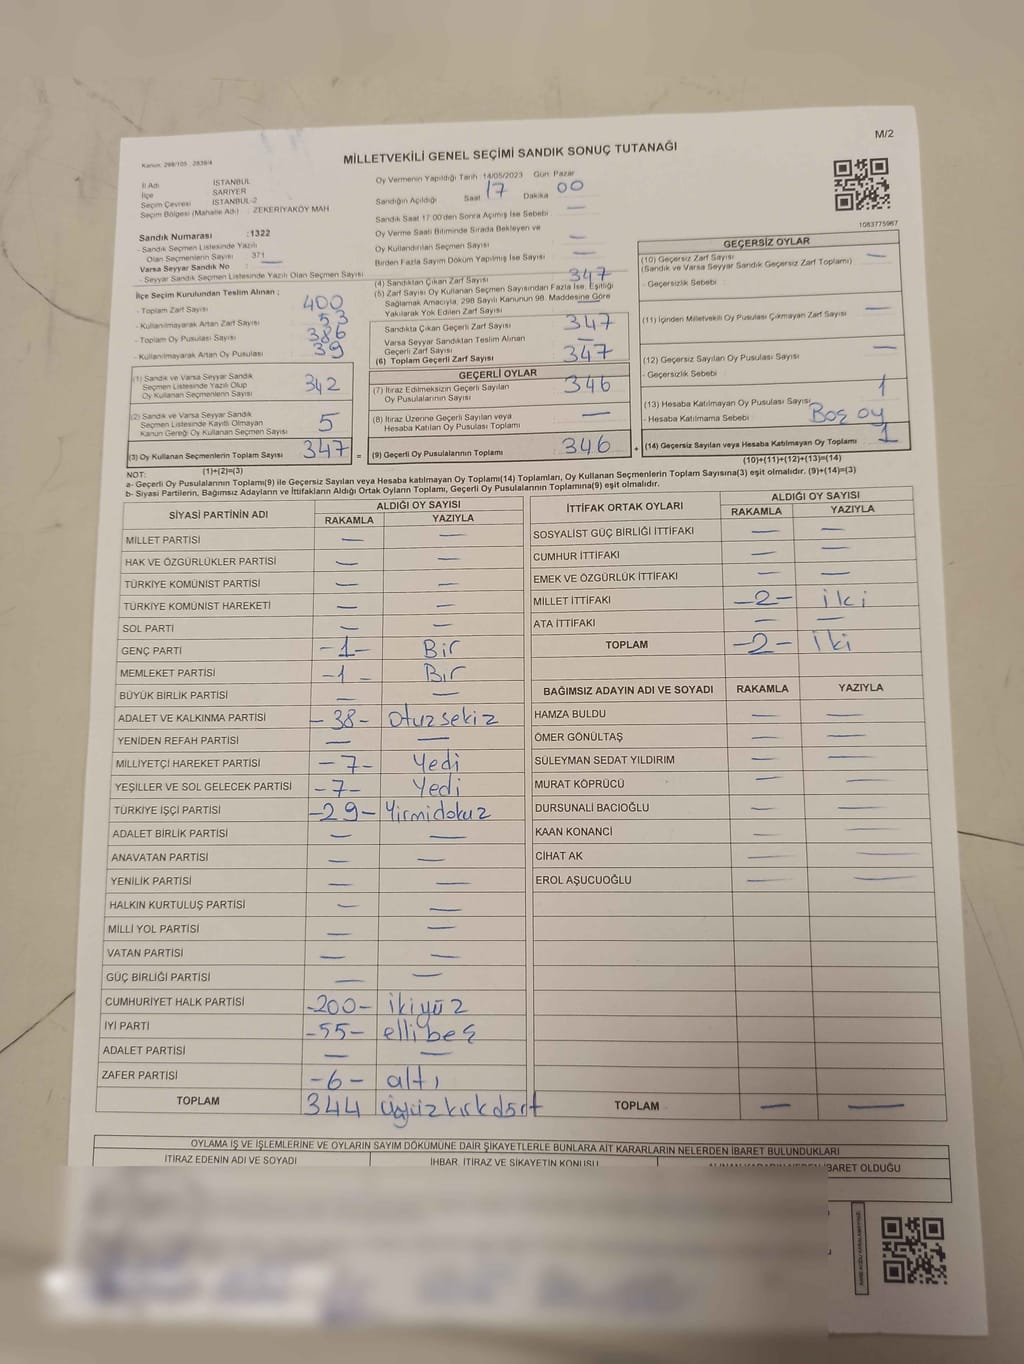 M/2
Kanun: 298/105 2839/4
MİLLETVEKİLİ GENEL SEÇİMİ SANDIK SONUÇ TUTANAĞI
İl Adı İSTANBUL
İlçe SARIYER
Seçim Çevresi İSTANBUL-2
Seçim Bölgesi (Mahalle Adı) : ZEKERİYAKÖY MAH
Sandık Numarası :1322
- Sandık Seçmen Listesinde Yazılı
Olan Seçmenlerin Sayısı 371
Varsa Seyyar Sandık No : —
- Seyyar Sandık Seçmen Listesinde Yazılı Olan Seçmen Sayısı
İlçe Seçim Kurulundan Teslim Alınan ;
- Toplam Zarf Sayısı 400
- Kullanılmayarak Artan Zarf Sayısı 53
- Toplam Oy Pusulası Sayısı 386
- Kullanılmayarak Artan Oy Pusulası 39
(1) Sandık ve Varsa Seyyar Sandık
Seçmen Listesinde Yazılı Olup
Oy Kullanan Seçmenlerin Sayısı 342
(2) Sandık ve Varsa Seyyar Sandık
Seçmen Listesinde Kayıtlı Olmayan
Kanun Gereği Oy Kullanan Seçmen Sayısı 5
(3) Oy Kullanan Seçmenlerin Toplam Sayısı 347 =
(1)+(2)=(3)
Oy Vermenin Yapıldığı Tarih :14/05/2023 Gün: Pazar
Sandığın Açıldığı Saat 17 Dakika 00
Sandık Saat 17:00'den Sonra Açılmış İse Sebebi —
Oy Verme Saati Bitiminde Sırada Bekleyen ve
Oy Kullandırılan Seçmen Sayısı —
Birden Fazla Sayım Döküm Yapılmış İse Sayısı —
(4) Sandıktan Çıkan Zarf Sayısı 347
(5) Zarf Sayısı Oy Kullanan Seçmen Sayısından Fazla İse, Eşitliği
Sağlamak Amacıyla, 298 Sayılı Kanunun 98. Maddesine Göre
Yakılarak Yok Edilen Zarf Sayısı —
Sandıkta Çıkan Geçerli Zarf Sayısı 347
Varsa Seyyar Sandıktan Teslim Alınan
Geçerli Zarf Sayısı —
(6) Toplam Geçerli Zarf Sayısı 347
GEÇERLİ OYLAR
(7) İtiraz Edilmeksizin Geçerli Sayılan
Oy Pusulalarının Sayısı 346
(8) İtiraz Üzerine Geçerli Sayılan veya
Hesaba Katılan Oy Pusulası Toplamı —
(9) Geçerli Oy Pusulalarının Toplamı 346 +
1083775967
GEÇERSİZ OYLAR
(10) Geçersiz Zarf Sayısı —
(Sandık ve Varsa Seyyar Sandık Geçersiz Zarf Toplamı)
- Geçersizlik Sebebi :
(11) İçinden Milletvekili Oy Pusulası Çıkmayan Zarf Sayısı —
(12) Geçersiz Sayılan Oy Pusulası Sayısı —
- Geçersizlik Sebebi :
(13) Hesaba Katılmayan Oy Pusulası Sayısı 1
- Hesaba Katılmama Sebebi : Boş oy
(14) Geçersiz Sayılan veya Hesaba Katılmayan Oy Toplamı 1
(10)+(11)+(12)+(13)=(14)
NOT:
a- Geçerli Oy Pusulalarının Toplamı(9) ile Geçersiz Sayılan veya Hesaba katılmayan Oy Toplamı(14) Toplamları, Oy Kullanan Seçmenlerin Toplam Sayısına(3) eşit olmalıdır. (9)+(14)=(3)
b- Siyasi Partilerin, Bağımsız Adayların ve İttifakların Aldığı Ortak Oyların Toplamı, Geçerli Oy Pusulalarının Toplamına(9) eşit olmalıdır.
SİYASİ PARTİNİN ADI ALDIĞI OY SAYISI
RAKAMLA YAZIYLA
MİLLET PARTİSİ — —
HAK VE ÖZGÜRLÜKLER PARTİSİ — —
TÜRKİYE KOMÜNİST PARTİSİ — —
TÜRKİYE KOMÜNİST HAREKETİ — —
SOL PARTİ — —
GENÇ PARTİ -1- Bir
MEMLEKET PARTİSİ -1- Bir
BÜYÜK BİRLİK PARTİSİ — —
ADALET VE KALKINMA PARTİSİ -38- Otuzsekiz
YENİDEN REFAH PARTİSİ — —
MİLLİYETÇİ HAREKET PARTİSİ -7- Yedi
YEŞİLLER VE SOL GELECEK PARTİSİ -7- Yedi
TÜRKİYE İŞÇİ PARTİSİ -29- Yirmidokuz
ADALET BİRLİK PARTİSİ — —
ANAVATAN PARTİSİ — —
YENİLİK PARTİSİ — —
HALKIN KURTULUŞ PARTİSİ — —
MİLLİ YOL PARTİSİ — —
VATAN PARTİSİ — —
GÜÇ BİRLİĞİ PARTİSİ — —
CUMHURİYET HALK PARTİSİ -200- ikiyüz
İYİ PARTİ -55- ellibeş
ADALET PARTİSİ — —
ZAFER PARTİSİ -6- altı
TOPLAM 344 üçyüzkırkdört
İTTİFAK ORTAK OYLARI ALDIĞI OY SAYISI
RAKAMLA YAZIYLA
SOSYALİST GÜÇ BİRLİĞİ İTTİFAKI — —
CUMHUR İTTİFAKI — —
EMEK VE ÖZGÜRLÜK İTTİFAKI — —
MİLLET İTTİFAKI -2- iki
ATA İTTİFAKI — —
TOPLAM -2- iki
BAĞIMSIZ ADAYIN ADI VE SOYADI RAKAMLA YAZIYLA
HAMZA BULDU — —
ÖMER GÖNÜLTAŞ — —
SÜLEYMAN SEDAT YILDIRIM — —
MURAT KÖPRÜCÜ — —
DURSUNALİ BACIOĞLU — —
KAAN KONANCİ — —
CİHAT AK — —
EROL AŞUCUOĞLU — —
TOPLAM — —
OYLAMA İŞ VE İŞLEMLERİNE VE OYLARIN SAYIM DÖKÜMÜNE DAİR ŞİKAYETLERLE BUNLARA AİT KARARLARIN NELERDEN İBARET BULUNDUKLARI
İTİRAZ EDENİN ADI VE SOYADI İHBAR, İTİRAZ VE ŞİKAYETİN KONUSU İBARET OLDUĞU